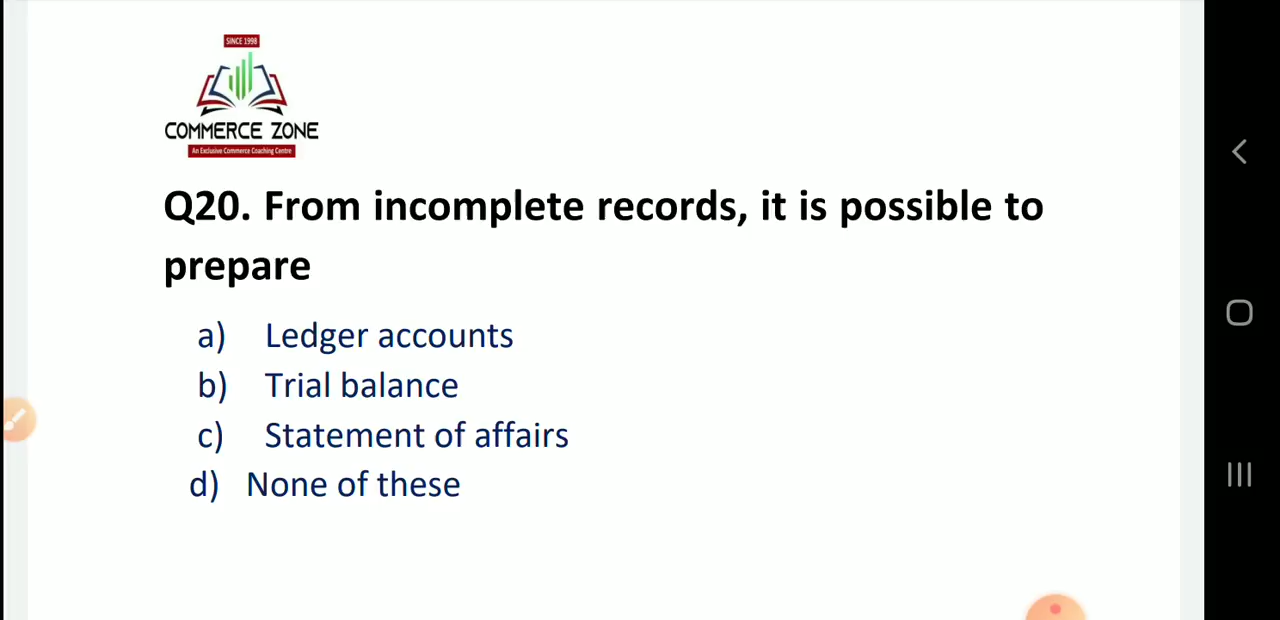 SINCE 1998
COMMERCE ZONE
An Exclusive Commerce Coaching Centre
Q20. From incomplete records, it is possible to
prepare
a) Ledger accounts
b) Trial balance
c) Statement of affairs
d) None of these